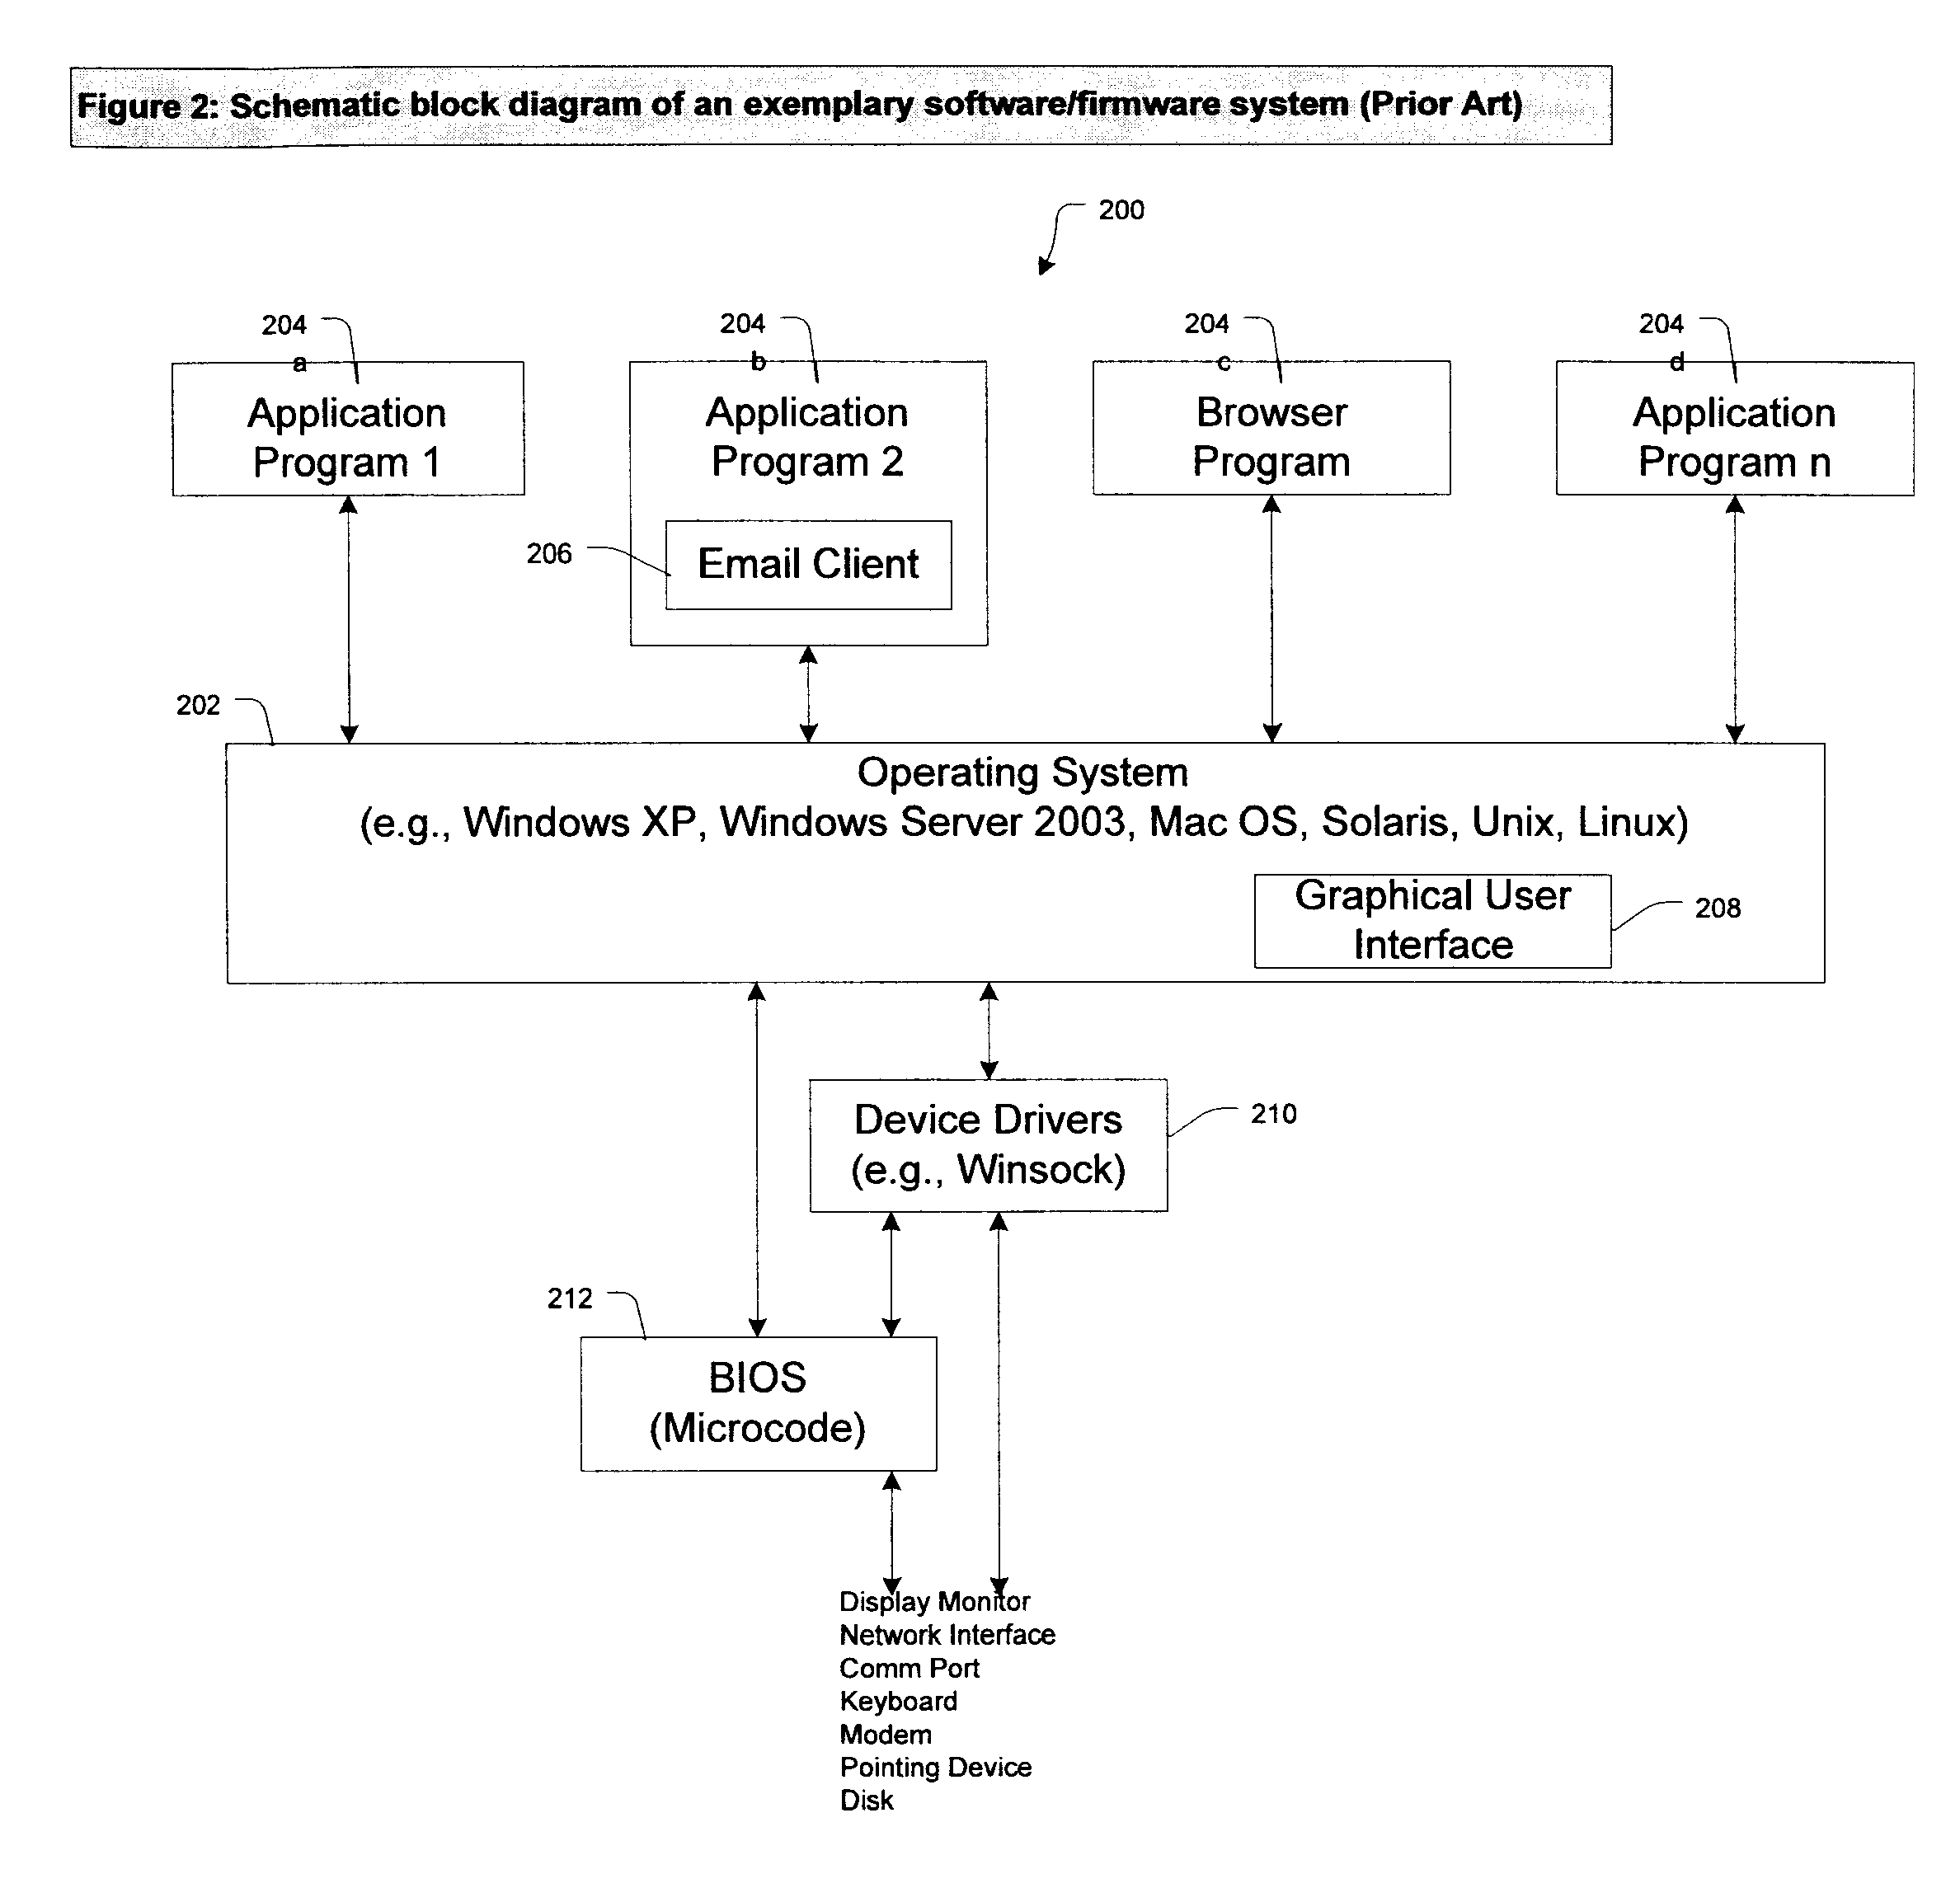 Figure 2: Schematic block diagram of an exemplary software/firmware system (Prior Art)
200
204
a
Application
Program 1
204
b
Application
Program 2
204
c
Browser
Program
204
d
Application
Program n
206
Email Client
202
Operating System
(e.g., Windows XP, Windows Server 2003, Mac OS, Solaris, Unix, Linux)
Graphical User
Interface
208
Device Drivers
(e.g., Winsock)
210
212
BIOS
(Microcode)
Display Monitor
Network Interface
Comm Port
Keyboard
Modem
Pointing Device
Disk